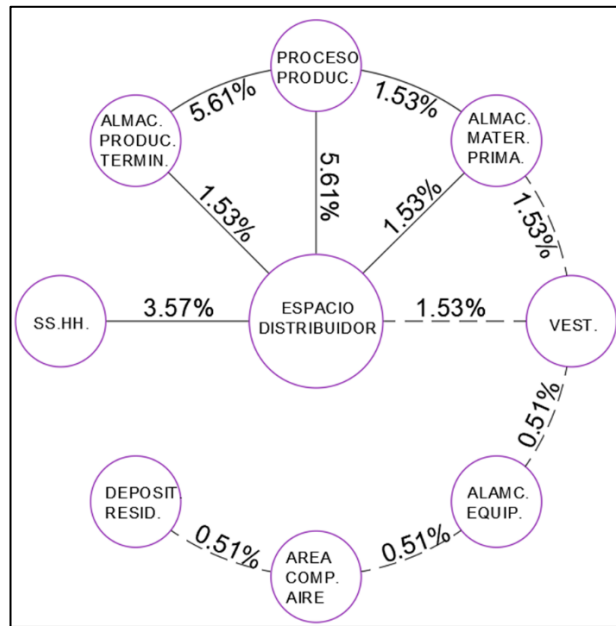 PROCESO
PRODUC.
5.61%
1.53%
ALMAC.
PRODUC.
TERMIN.
ALMAC.
MATER.
PRIMA.
5.61%
1.53%
1.53%
1.53%
SS.HH.
3.57%
ESPACIO
DISTRIBUIDOR
1.53%
VEST.
0.51%
DEPOSIT.
RESID.
ALAMC.
EQUIP.
0.51%
0.51%
AREA
COMP.
AIRE